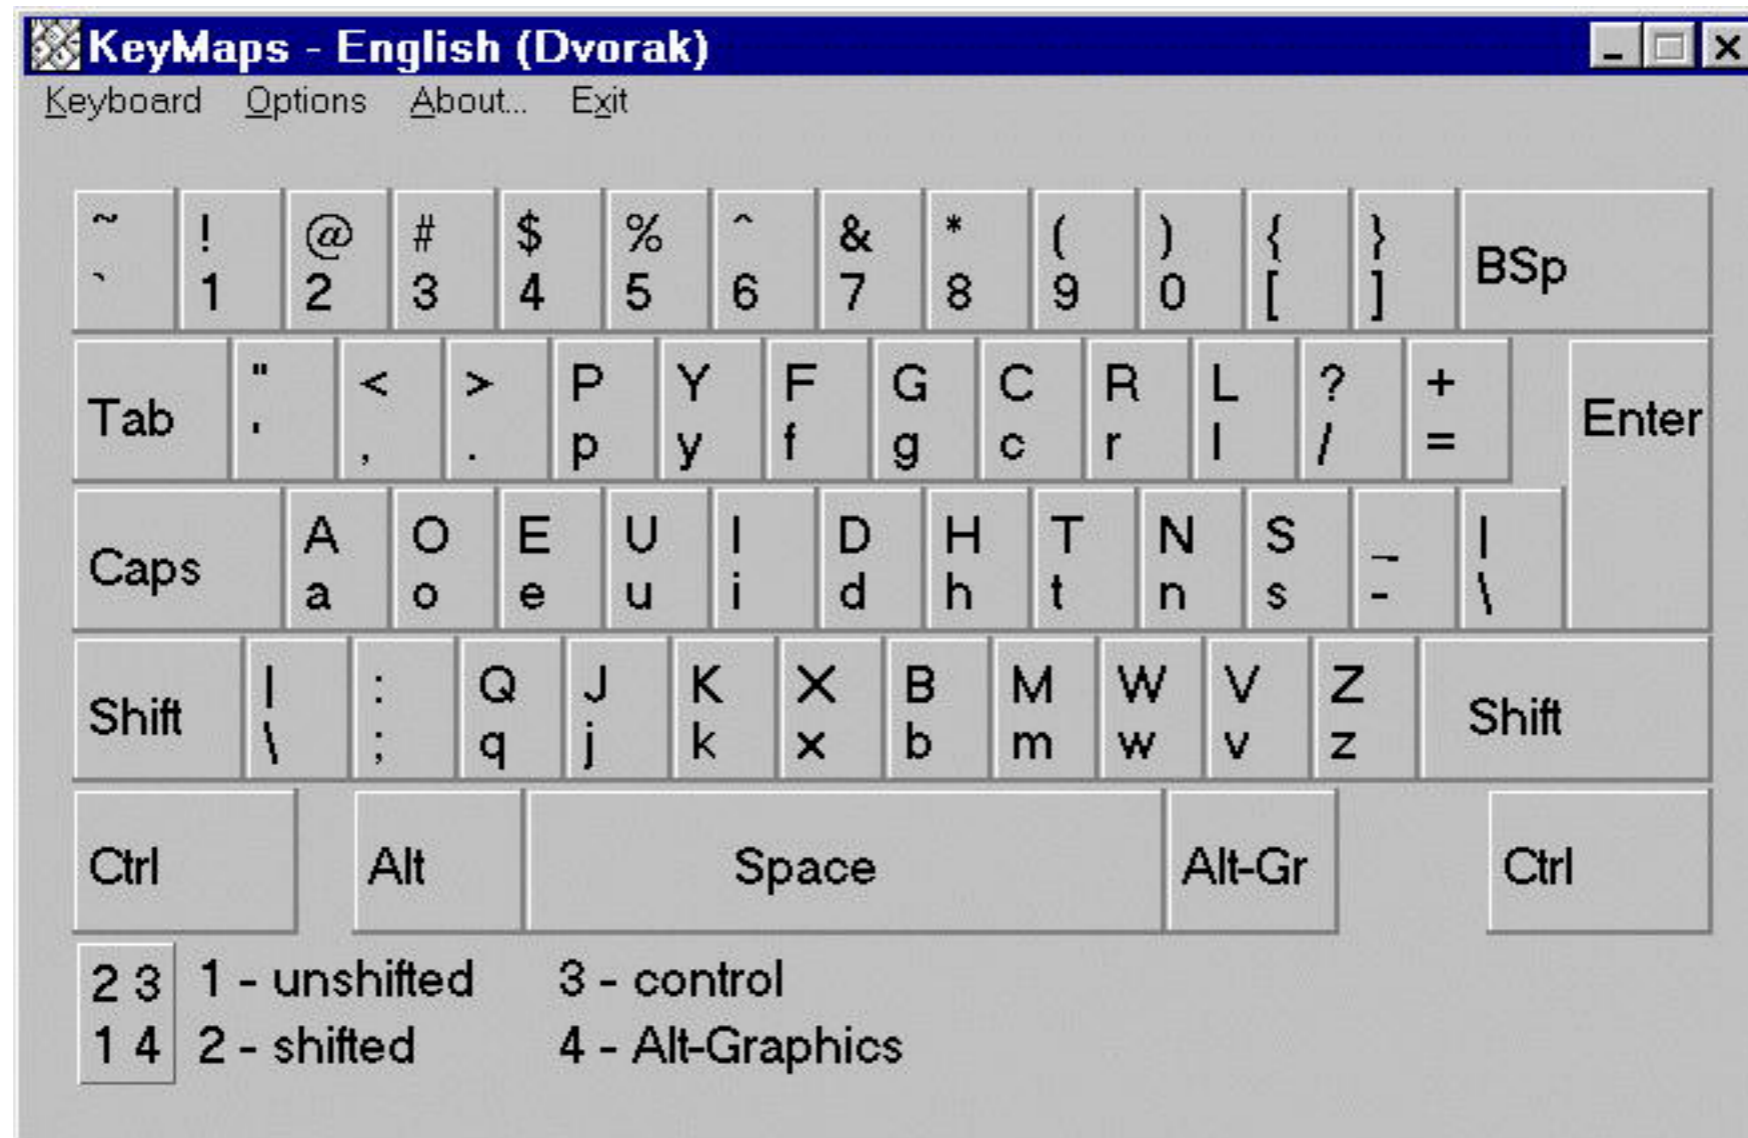 KeyMaps - English (Dvorak)
Keyboard Options About... Exit
~ ! @ # $ % ^ & * ( ) { }
` 1 2 3 4 5 6 7 8 9 0 [ ] BSp
" < > P Y F G C R L ? +
Tab ' , . p y f g c r l / = Enter
A O E U I D H T N S _ |
Caps a o e u i d h t n s - \
| : Q J K X B M W V Z
Shift \ ; q j k x b m w v z Shift
Ctrl Alt Space Alt-Gr Ctrl
2 3 1 - unshifted 3 - control
1 4 2 - shifted 4 - Alt-Graphics